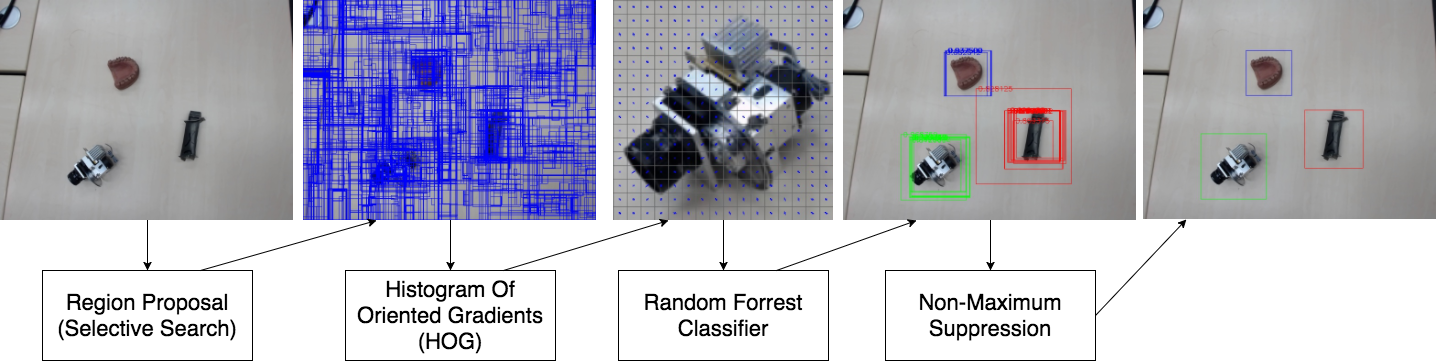 Region Proposal
(Selective Search)
Histogram Of
Oriented Gradients
(HOG)
Random Forrest
Classifier
Non-Maximum
Suppression